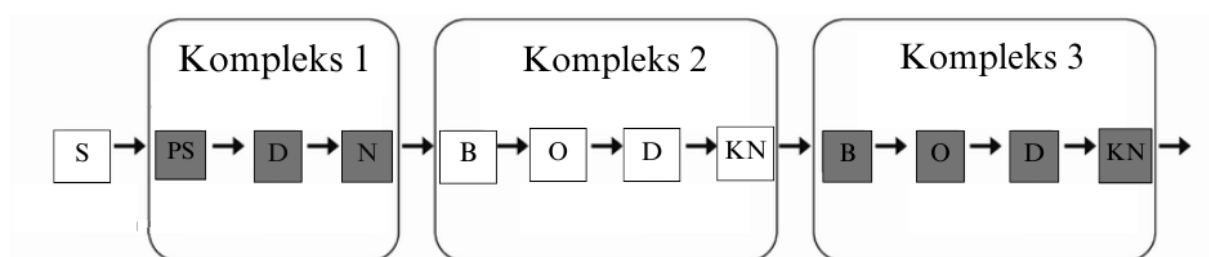 Kompleks 1
Kompleks 2
Kompleks 3
S PS D N B O D KN B O D KN